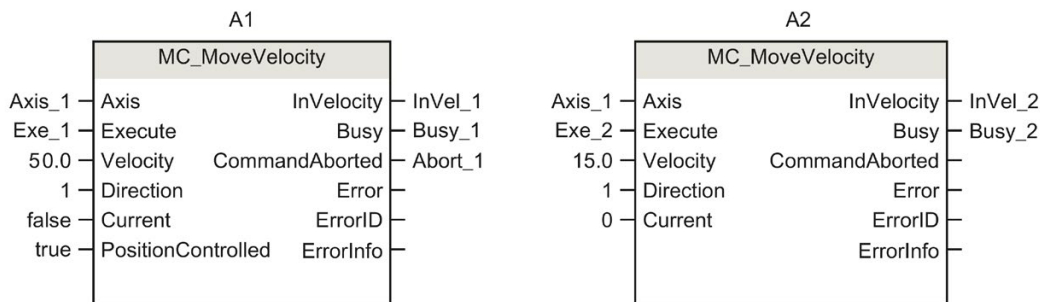 A1 A2
MC_MoveVelocity MC_MoveVelocity
Axis_1 Axis InVelocity InVel_1 Axis_1 Axis InVelocity InVel_2
Exe_1 Execute Busy Busy_1 Exe_2 Execute Busy Busy_2
50.0 Velocity CommandAborted Abort_1 15.0 Velocity CommandAborted
1 Direction Error 1 Direction Error
false Current ErrorID 0 Current ErrorID
true PositionControlled ErrorInfo ErrorInfo